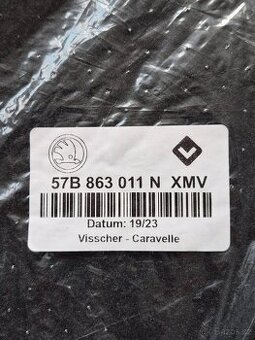 57B 863 011 N XMV
Datum: 19/23
Visscher - Caravelle